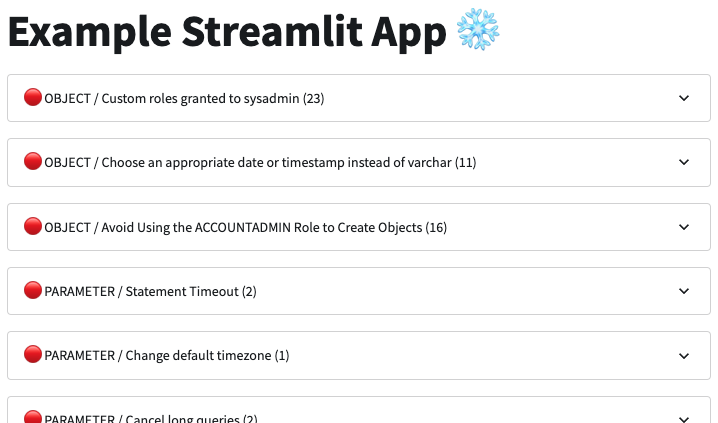 Example Streamlit App ❄️
🔴 OBJECT / Custom roles granted to sysadmin (23)
🔴 OBJECT / Choose an appropriate date or timestamp instead of varchar (11)
🔴 OBJECT / Avoid Using the ACCOUNTADMIN Role to Create Objects (16)
🔴 PARAMETER / Statement Timeout (2)
🔴 PARAMETER / Change default timezone (1)
🔴 PARAMETER / Cancel long queries (2)